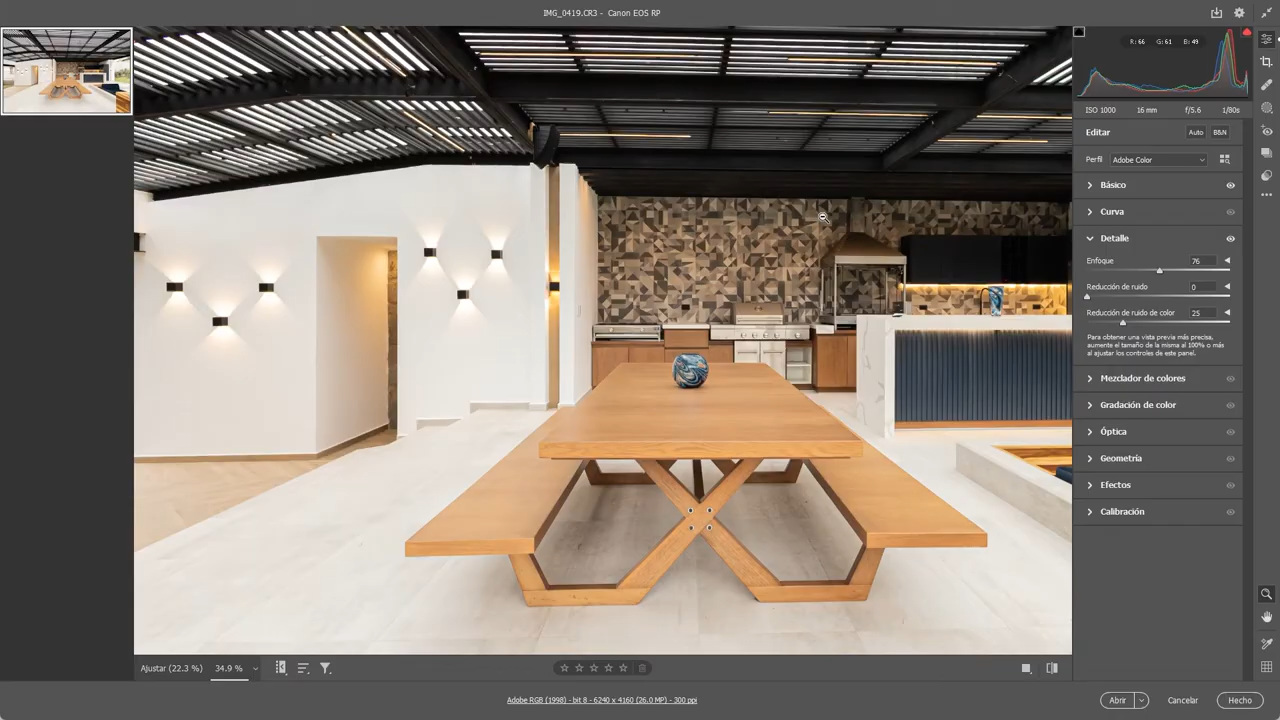 IMG_0419.CR3 - Canon EOS RP
R: 66 G: 61 B: 49
ISO 1000 16 mm f/5.6 1/80s
Editar Auto B&N
Perfil Adobe Color
Básico
Curva
Detalle
Enfoque 76
Reducción de ruido 0
Reducción de ruido de color 25
Para obtener una vista previa más precisa,
aumente el tamaño de la misma al 100% o más
al ajustar los controles de este panel.
Mezclador de colores
Gradación de color
Óptica
Geometría
Efectos
Calibración
Ajustar (22.3 %) 34.9 %
Adobe RGB (1998) - bit 8 - 6240 x 4160 (26.0 MP) - 300 ppi
Abrir Cancelar Hecho